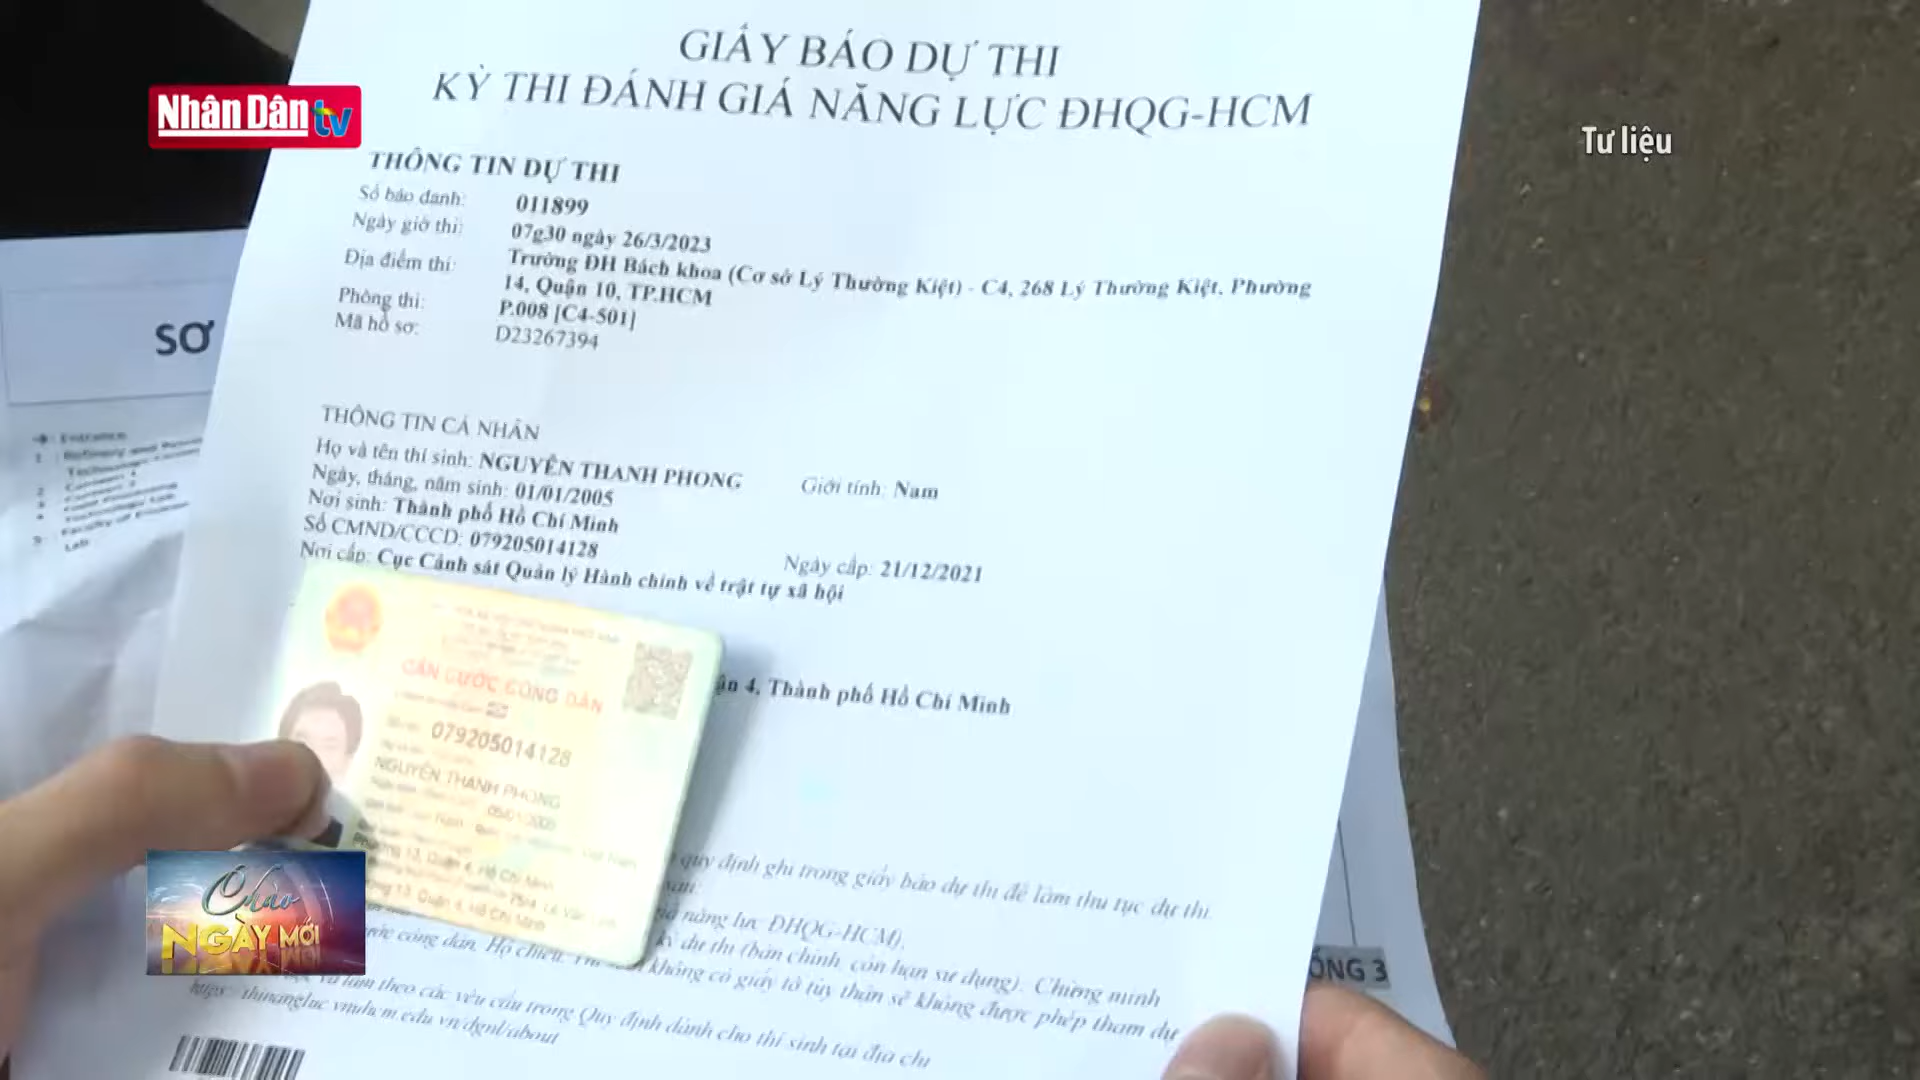 GIẤY BÁO DỰ THI
KỲ THI ĐÁNH GIÁ NĂNG LỰC ĐHQG-HCM
Nhân Dân tv
Tư liệu
THÔNG TIN DỰ THI
Số báo danh: 011899
Ngày giờ thi: 07g30 ngày 26/3/2023
Địa điểm thi: Trường ĐH Bách khoa (Cơ sở Lý Thường Kiệt) - C4, 268 Lý Thường Kiệt, Phường
14, Quận 10, TP.HCM
Phòng thi: P.008 [C4-501]
Mã hồ sơ: D23267394
SƠ
THÔNG TIN CÁ NHÂN
Họ và tên thí sinh: NGUYỄN THANH PHONG Giới tính: Nam
Ngày, tháng, năm sinh: 01/01/2005
Nơi sinh: Thành phố Hồ Chí Minh
Số CMND/CCCD: 079205014128 Ngày cấp: 21/12/2021
Nơi cấp: Cục Cảnh sát Quản lý Hành chính về trật tự xã hội
4, Thành phố Hồ Chí Minh
CĂN CƯỚC CÔNG DÂN
079205014128
NGUYỄN THANH PHONG
Phường 13, Quận 4, Hồ Chí Minh
13, Quận 4, Hồ Chí Minh
quy định ghi trong giấy báo dự thi để làm thủ tục dự thi.
năng lực ĐHQG-HCM).
dự thi (bản chính, còn hạn sử dụng). Chứng minh
công dân, Hộ chiếu. không có giấy tờ tùy thân sẽ không được phép tham dự
và làm theo các yêu cầu trong Quy định dành cho thí sinh tại địa chỉ
https://thinangluc.vnuhcm.edu.vn/dgnl/about
Chào
NGÀY MỚI
ỐNG 3